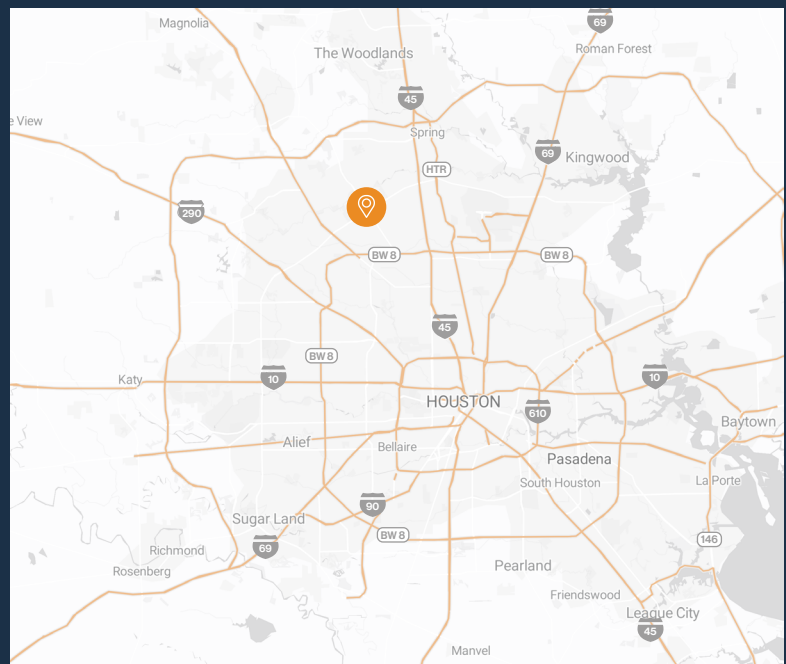 69
Magnolia
The Woodlands
Roman Forest
45
e View
Spring
69
Kingwood
HTR
290
BW 8
BW 8
45
BW 8
10
10
Katy
HOUSTON
610
Baytown
Alief
Bellaire
Pasadena
South Houston
La Porte
90
Sugar Land
BW 8
146
69
Richmond
Rosenberg
Pearland
Friendswood
League City
45
Manvel